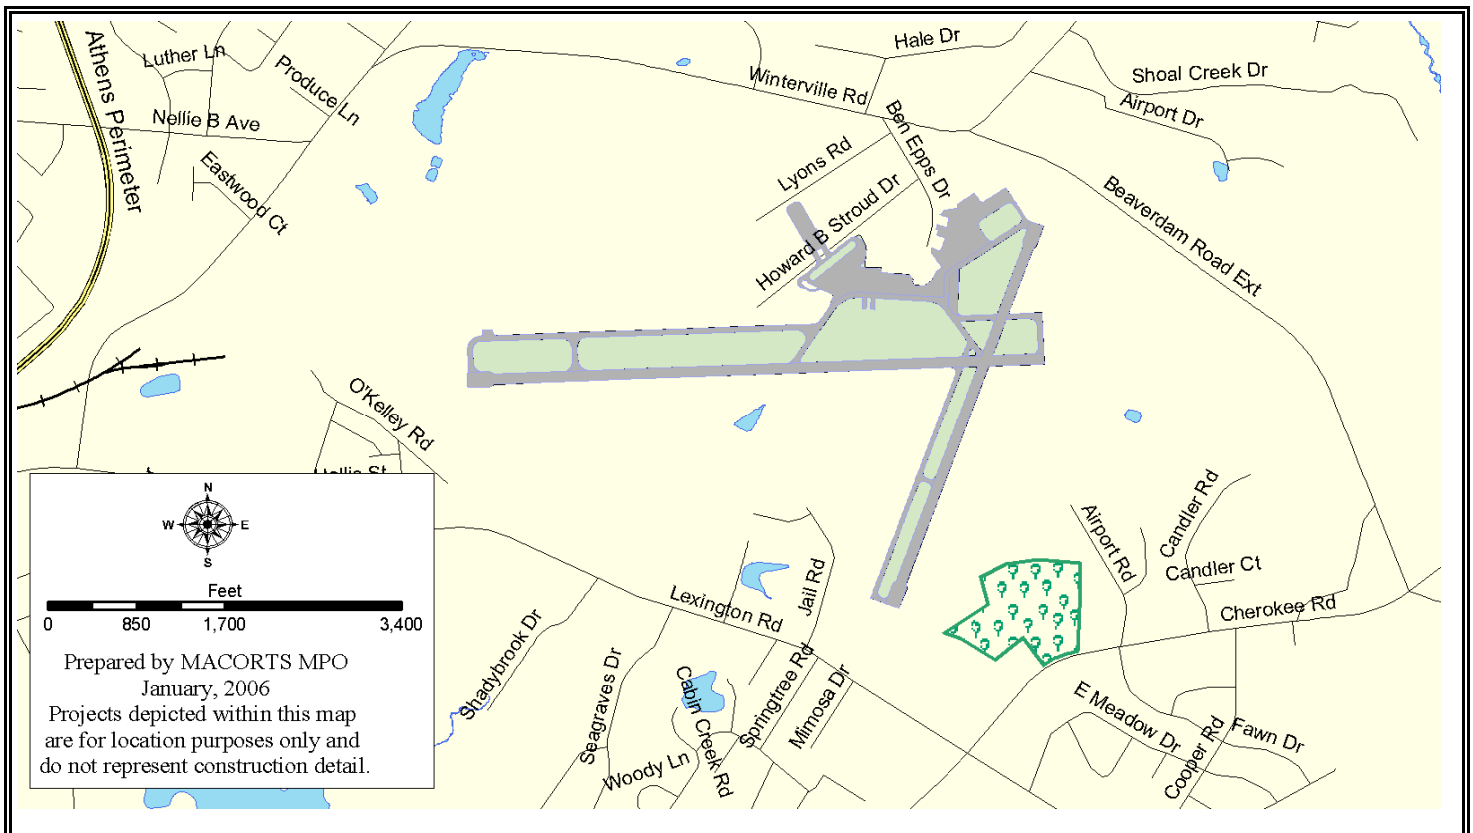 Athens Perimeter
Luther Ln
Produce Ln
Nellie B Ave
Eastwood Ct
Hale Dr
Winterville Rd
Shoal Creek Dr
Airport Dr
Ben Epps Dr
Lyons Rd
Howard B Stroud Dr
Beaverdam Road Ext
O'Kelley Rd
Hollis St
Candler Rd
Airport Rd
Candler Ct
Cherokee Rd
Jail Rd
Lexington Rd
Shadybrook Dr
Seagraves Dr
Cabin Creek Rd
Springtree Rd
Mimosa Dr
Woody Ln
E Meadow Dr
Cooper Rd
Fawn Dr
N
W E
S
Feet
0 850 1,700 3,400
Prepared by MACORTS MPO
January, 2006
Projects depicted within this map
are for location purposes only and
do not represent construction detail.